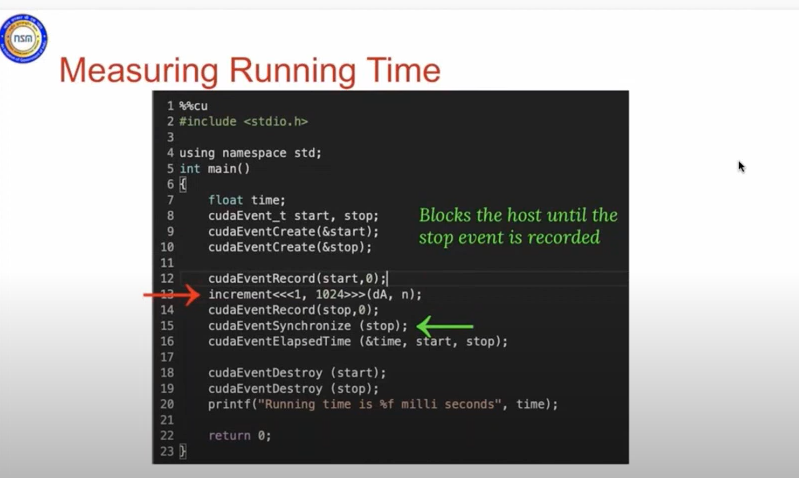 nsm
Measuring Running Time
1 %%cu
2 #include <stdio.h>
3
4 using namespace std;
5 int main()
6 {
7 float time;
8 cudaEvent_t start, stop;
9 cudaEventCreate(&start);
10 cudaEventCreate(&stop);
11
12 cudaEventRecord(start,0);
13 increment<<<1, 1024>>>(dA, n);
14 cudaEventRecord(stop,0);
15 cudaEventSynchronize (stop);
16 cudaEventElapsedTime (&time, start, stop);
17
18 cudaEventDestroy (start);
19 cudaEventDestroy (stop);
20 printf("Running time is %f milli seconds", time);
21
22 return 0;
23 }
Blocks the host until the
stop event is recorded